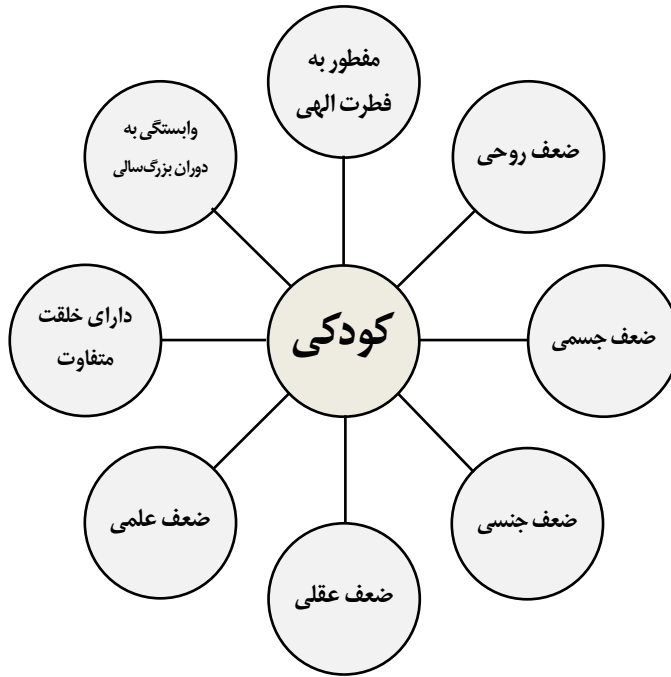 مفطور به
فطرت الهی
ضعف روحی
ضعف جسمی
ضعف جنسی
ضعف عقلی
ضعف علمی
دارای خلقت
متفاوت
وابستگی به
دوران بزرگ‌سالی
کودکی